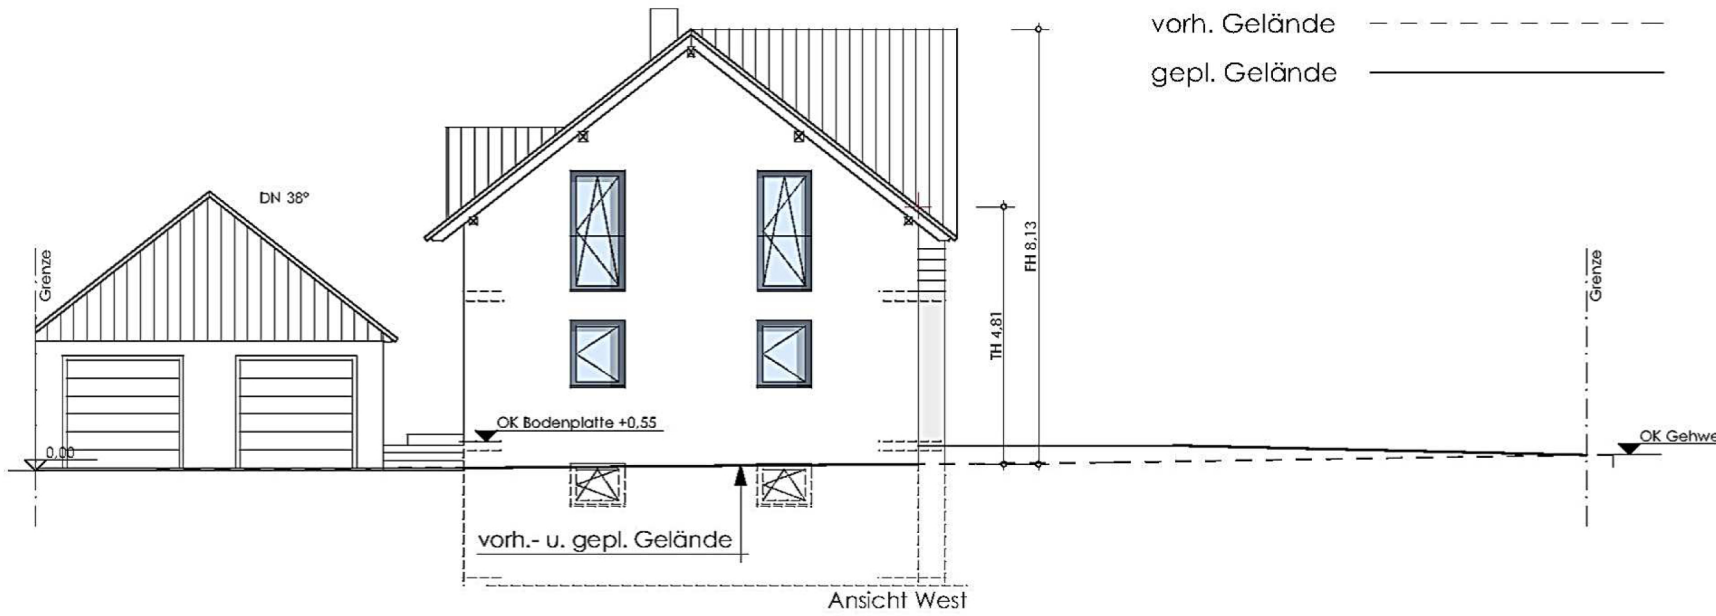 vorh. Gelände
gepl. Gelände
DN 38°
Grenze
FH 8,13
Grenze
TH 4,81
OK Bodenplatte +0,55
OK Gehwe
0,00
vorh.- u. gepl. Gelände
Ansicht West